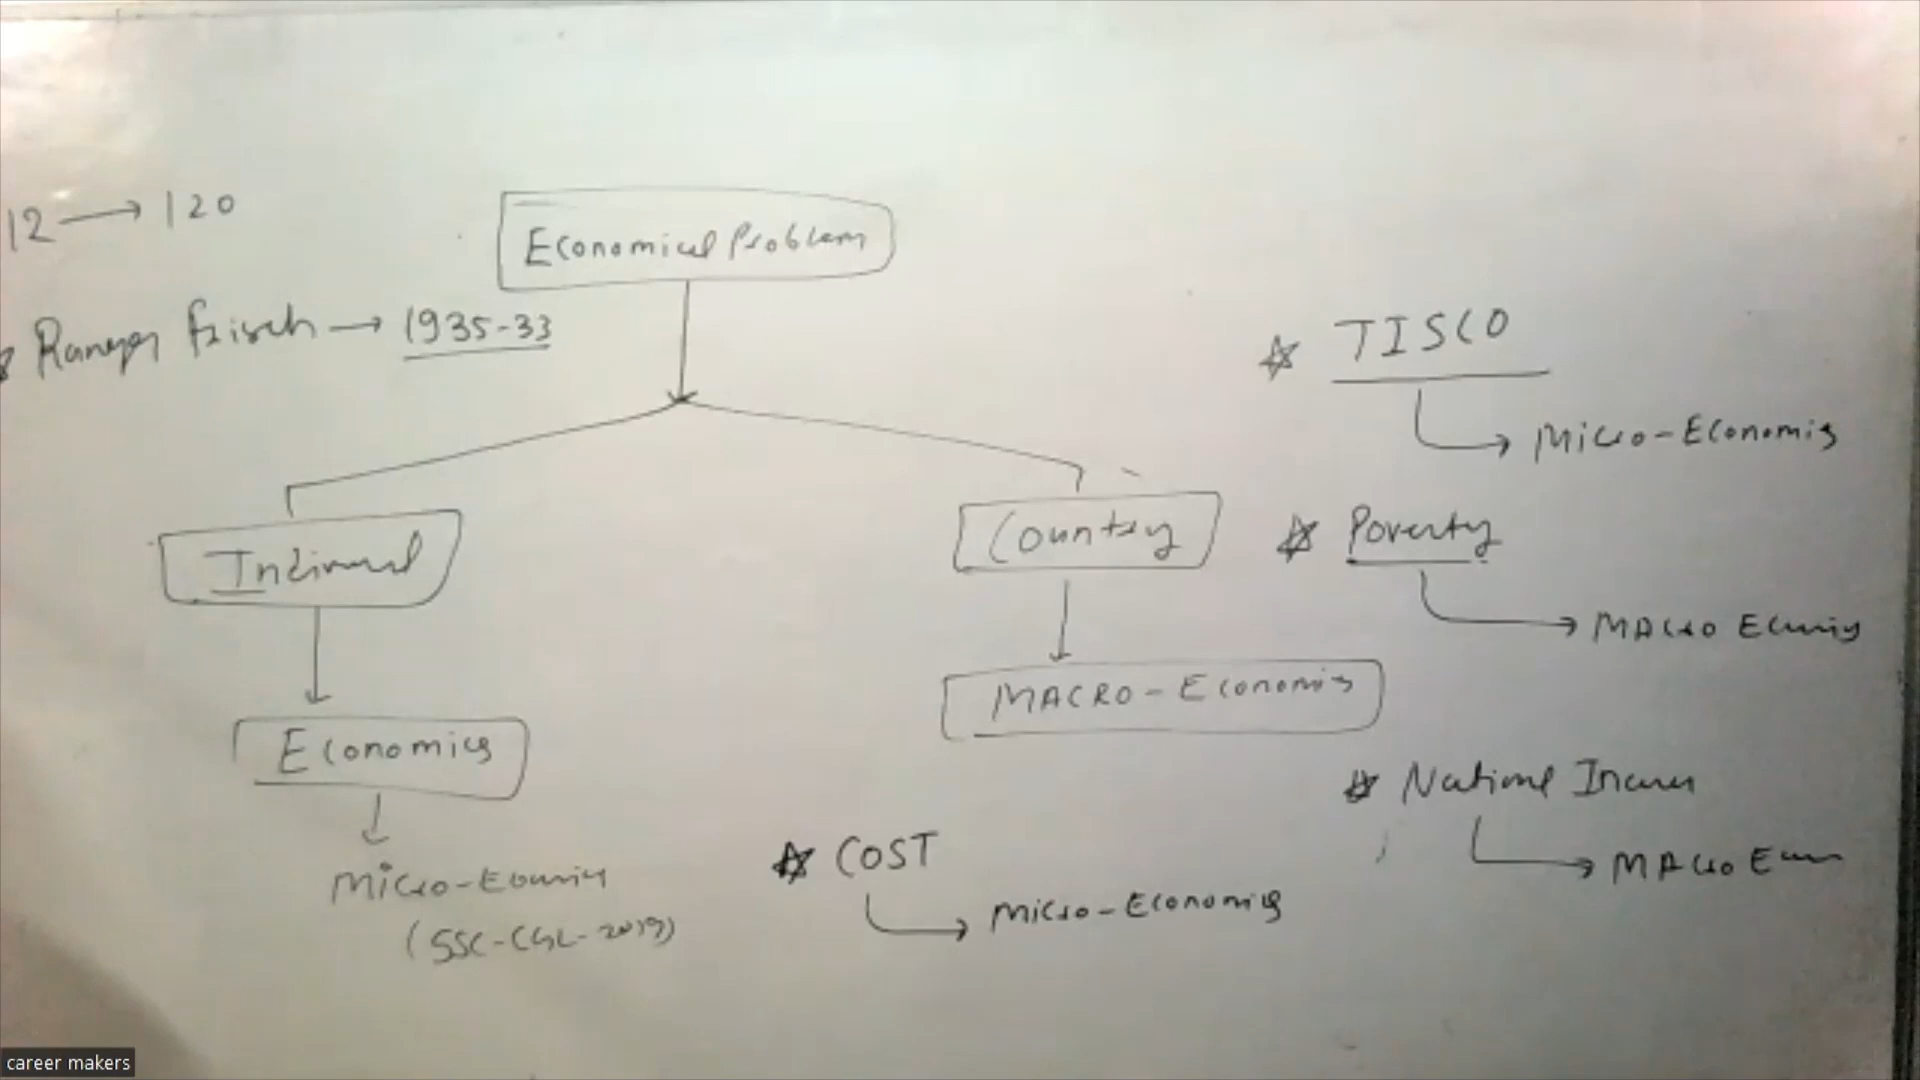 12 → 120
Economical Problem
Frisch → 1935-33
☆ TISCO
Micro-Economics
Individual
Country
☆ Poverty
MACRO Economics
Economics
MACRO-Economics
☆ National Income
MACRO Econ
Micro-Economics
(SSC-CGL-2019)
☆ COST
Micro-Economics
career makers